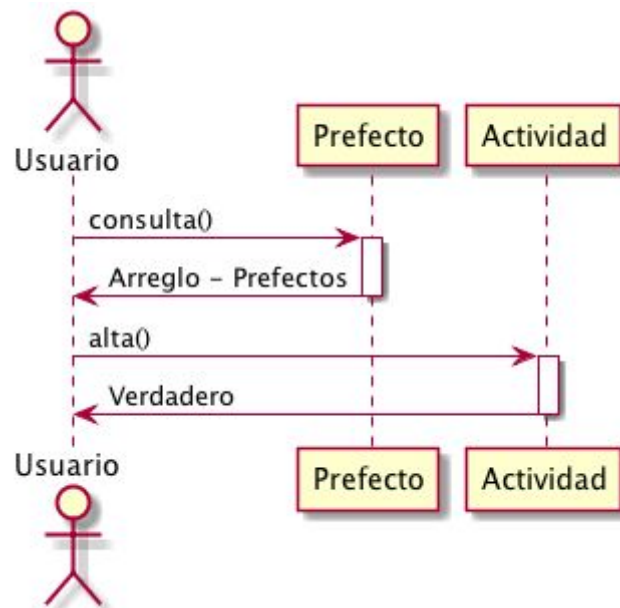 Usuario
Prefecto
Actividad
consulta()
Arreglo - Prefectos
alta()
Verdadero
Usuario
Prefecto
Actividad